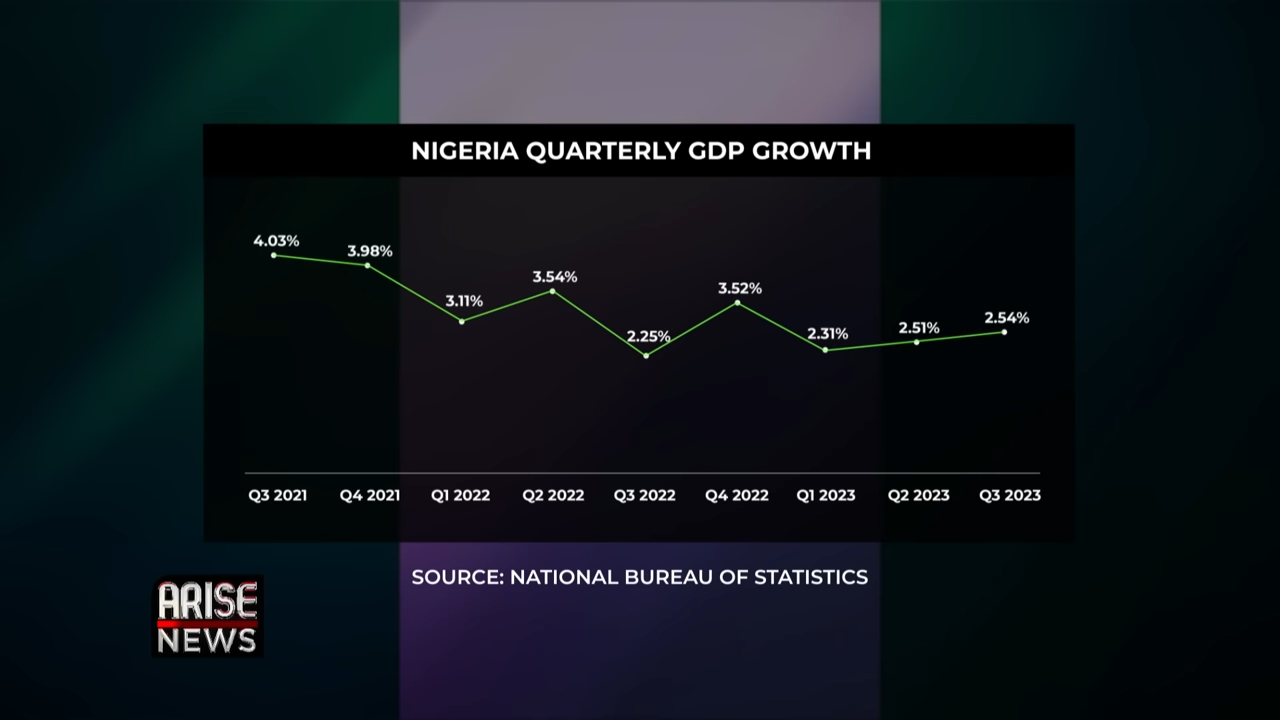 NIGERIA QUARTERLY GDP GROWTH
4.03%
3.98%
3.11%
3.54%
2.25%
3.52%
2.31%
2.51%
2.54%
Q3 2021
Q4 2021
Q1 2022
Q2 2022
Q3 2022
Q4 2022
Q1 2023
Q2 2023
Q3 2023
SOURCE: NATIONAL BUREAU OF STATISTICS
ARISE
NEWS